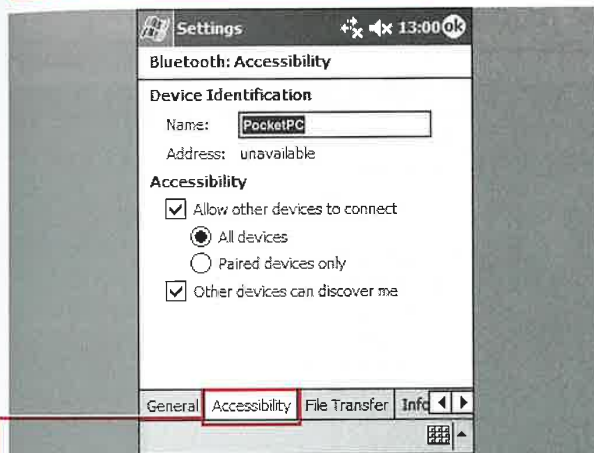 Settings 13:00 ok
Bluetooth: Accessibility
Device Identification
Name: PocketPC
Address: unavailable
Accessibility
Allow other devices to connect
All devices
Paired devices only
Other devices can discover me
General Accessibility File Transfer Info